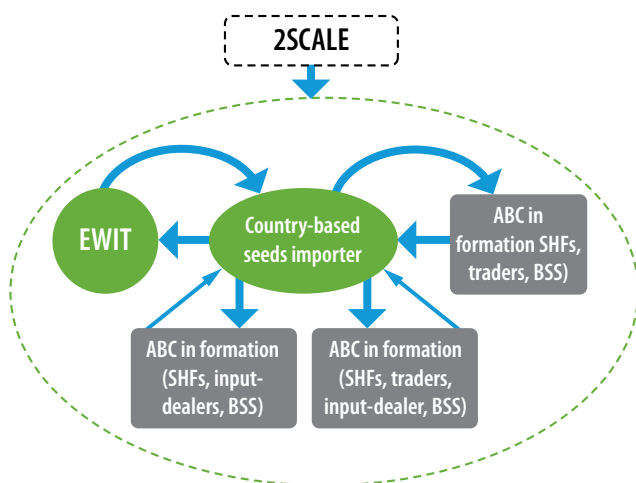 2SCALE
EWIT
Country-based
seeds importer
ABC in
formation SHFs,
traders, BSS)
ABC in formation
(SHFs, input-
dealers, BSS)
ABC in formation
(SHFs, traders,
input-dealer, BSS)